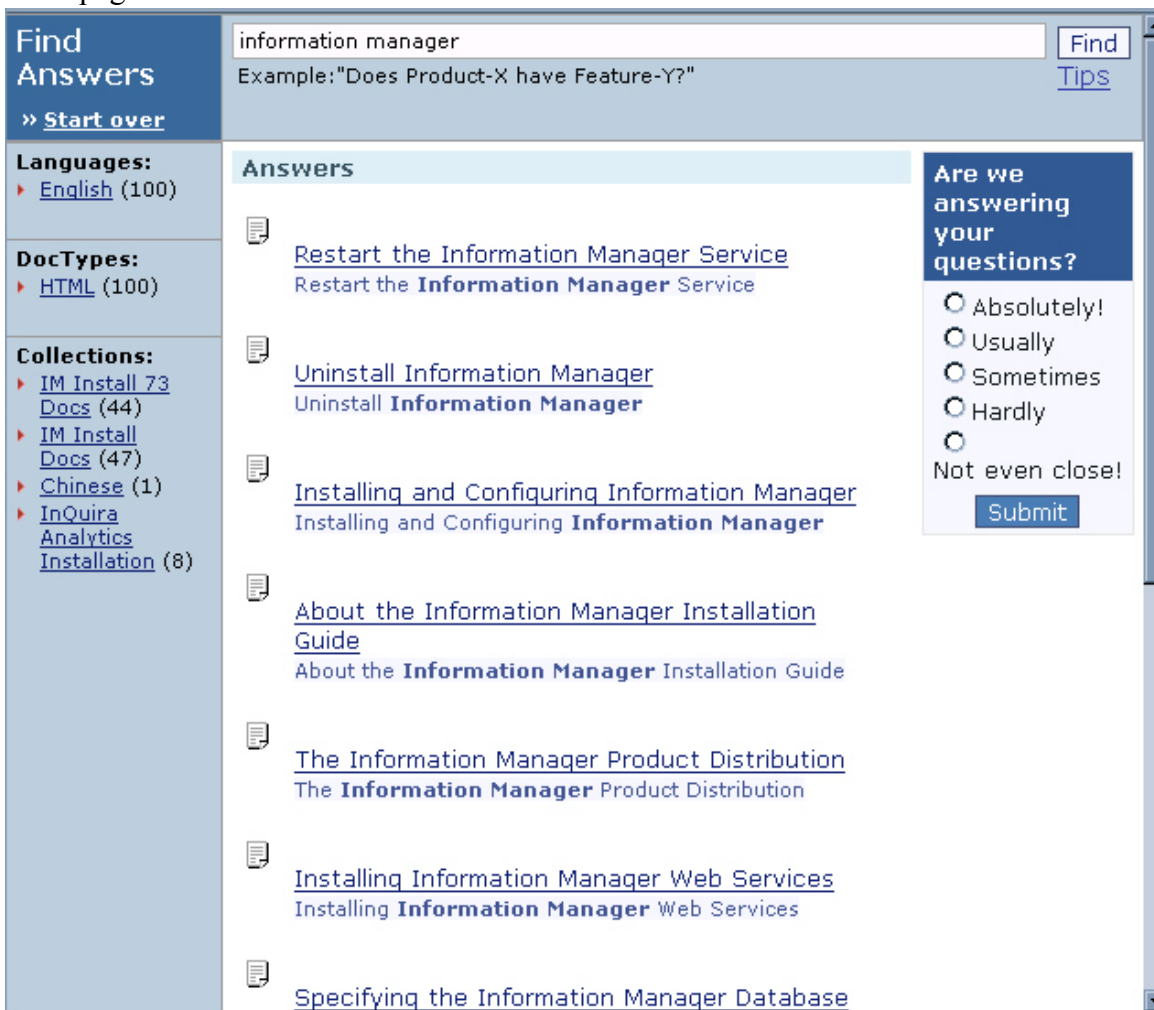 Find
Answers
» Start over
information manager
Find
Example:"Does Product-X have Feature-Y?"
Tips
Languages:
English (100)
DocTypes:
HTML (100)
Collections:
IM Install 73
Docs (44)
IM Install
Docs (47)
Chinese (1)
InQuira
Analytics
Installation (8)
Answers
Restart the Information Manager Service
Restart the Information Manager Service
Uninstall Information Manager
Uninstall Information Manager
Installing and Configuring Information Manager
Installing and Configuring Information Manager
About the Information Manager Installation
Guide
About the Information Manager Installation Guide
The Information Manager Product Distribution
The Information Manager Product Distribution
Installing Information Manager Web Services
Installing Information Manager Web Services
Specifying the Information Manager Database
Are we
answering
your
questions?
Absolutely!
Usually
Sometimes
Hardly
Not even close!
Submit